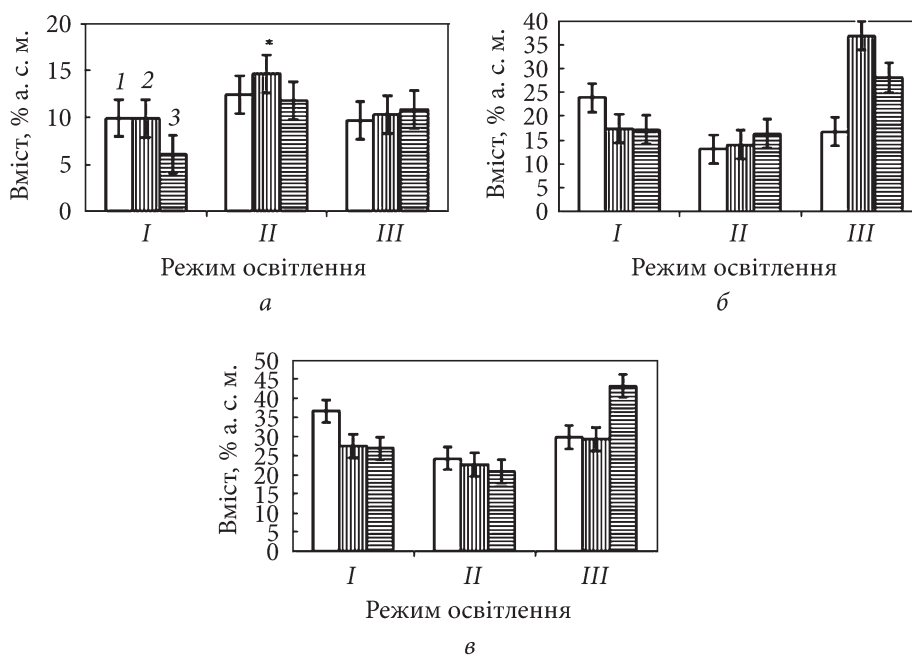 Вміст, % а. с. м.
20
15
10
5
0
1 2
3
*
I II III
Режим освітлення
а
Вміст, % а. с. м.
40
35
30
25
20
15
10
5
0
I II III
Режим освітлення
б
Вміст, % а. с. м.
50
45
40
35
30
25
20
15
10
5
0
I II III
Режим освітлення
в